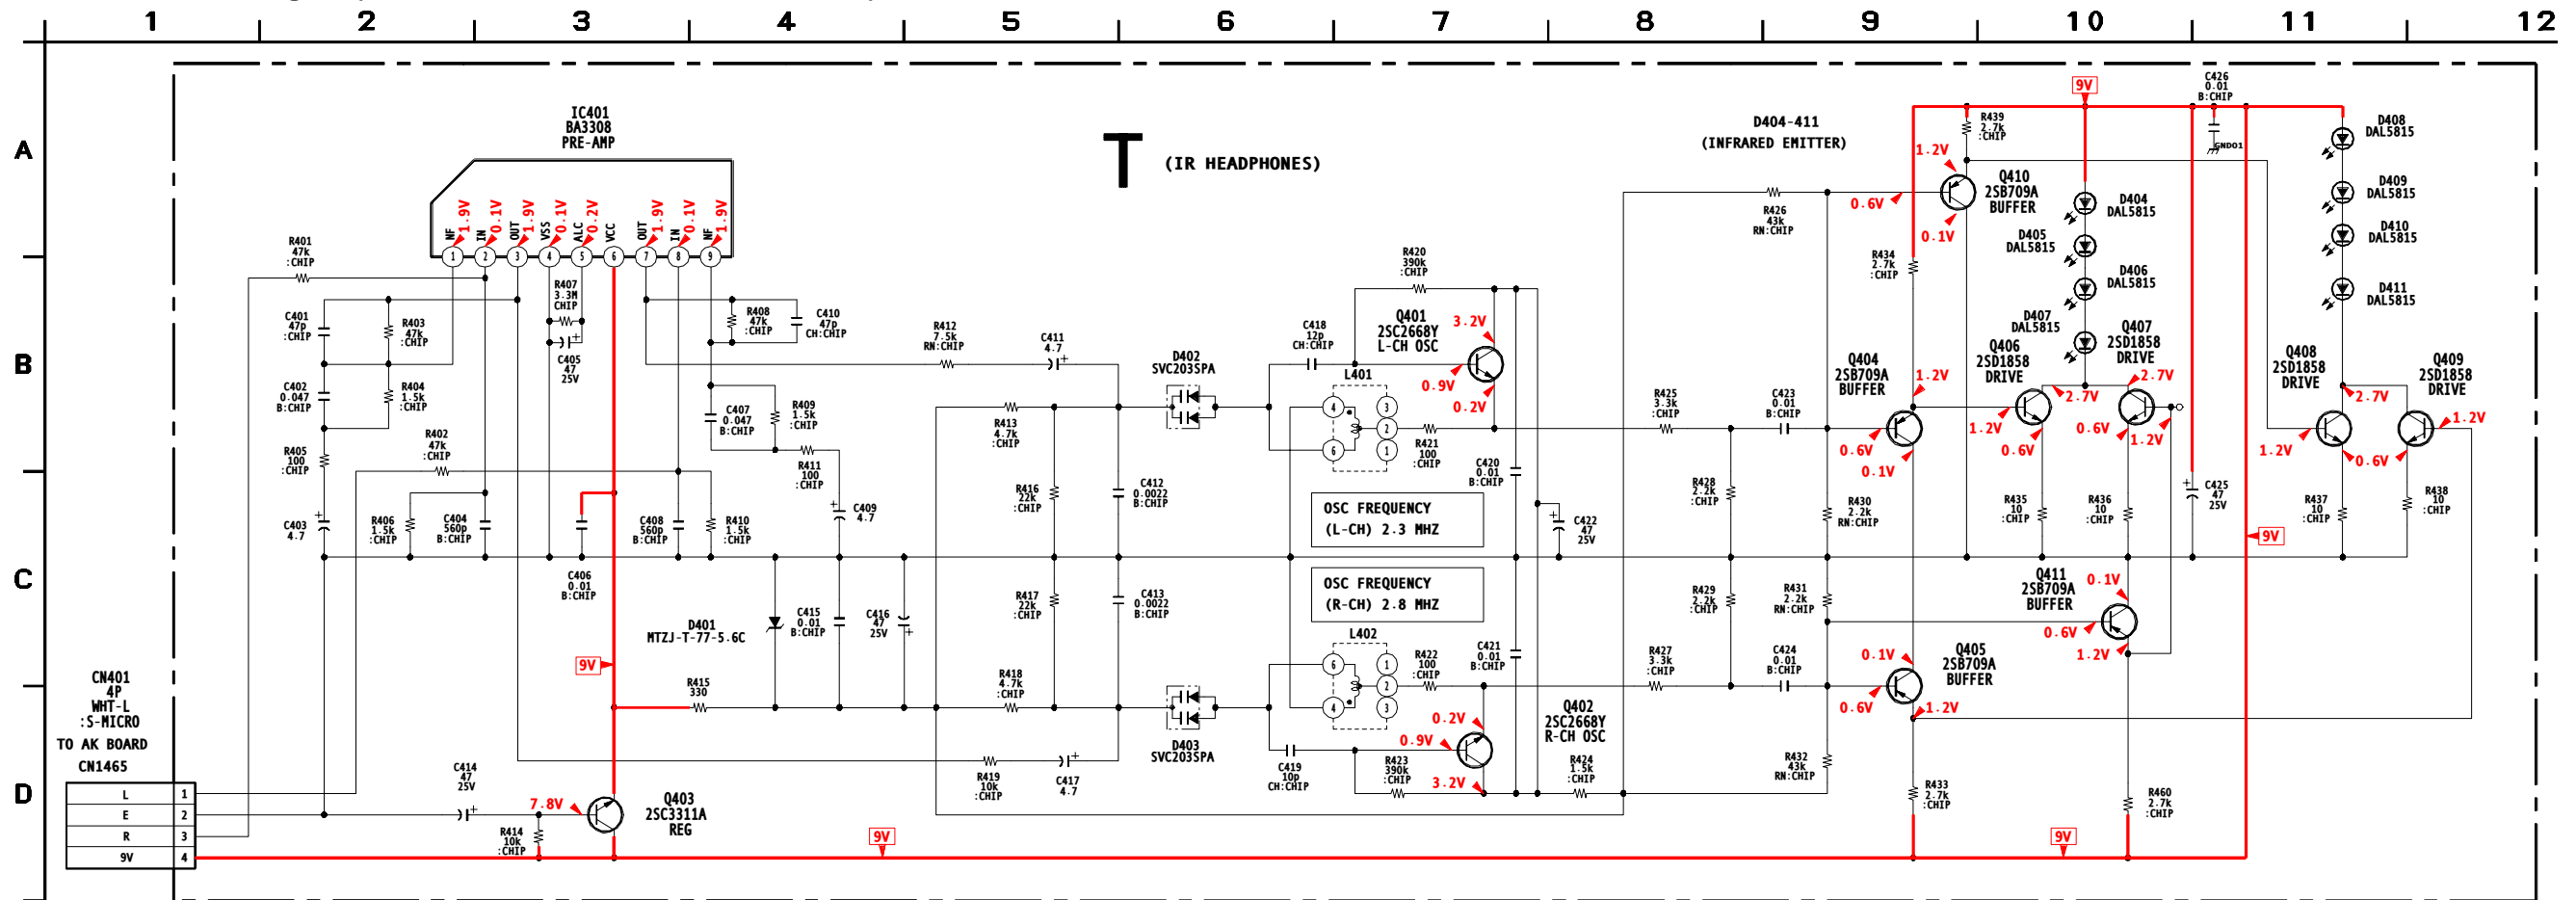 1 2 3 4 5 6 7 8 9 10 11 12
A
B
C
D
T (IR HEADPHONES)
IC401
BA3308
PRE-AMP
NF 1.9V
IN 0.1V
OUT 1.9V
VSS 0.1V
ALC 0.2V
VCC
OUT 1.9V
IN 0.1V
NF 1.9V
1 2 3 4 5 6 7 8 9
R401
47k
:CHIP
C401
47p
:CHIP
R403
47k
:CHIP
C402
0.047
B:CHIP
R404
1.5k
:CHIP
R405
100
:CHIP
R402
47k
:CHIP
C403
4.7
R406
1.5k
:CHIP
C404
560p
B:CHIP
R407
3.3M
CHIP
C405
47
25V
C406
0.01
B:CHIP
R408
47k
:CHIP
C410
47p
CH:CHIP
C407
0.047
B:CHIP
R409
1.5k
:CHIP
R411
100
:CHIP
C408
560p
B:CHIP
R410
1.5k
:CHIP
C409
4.7
D401
MTZJ-T-77-5.6C
C415
0.01
B:CHIP
C416
47
25V
9V
R415
330
R412
7.5k
RN:CHIP
C411
4.7
R413
4.7k
:CHIP
R416
22k
:CHIP
C412
0.0022
B:CHIP
R417
22k
:CHIP
C413
0.0022
B:CHIP
R418
4.7k
:CHIP
R419
10k
:CHIP
C417
4.7
D402
SVC203SPA
D403
SVC203SPA
C418
12p
CH:CHIP
C419
10p
CH:CHIP
R420
390k
:CHIP
Q401
2SC2668Y
L-CH OSC
3.2V
0.9V
0.2V
L401
4 3
2
6 1
R421
100
:CHIP
C420
0.01
B:CHIP
OSC FREQUENCY
(L-CH) 2.3 MHZ
OSC FREQUENCY
(R-CH) 2.8 MHZ
C422
47
25V
L402
6 1
2
4 3
R422
100
:CHIP
C421
0.01
B:CHIP
0.2V
0.9V
3.2V
Q402
2SC2668Y
R-CH OSC
R423
390k
:CHIP
R424
1.5k
:CHIP
R425
3.3k
:CHIP
C423
0.01
B:CHIP
R428
2.2k
:CHIP
R429
2.2k
:CHIP
R427
3.3k
:CHIP
C424
0.01
B:CHIP
R426
43k
RN:CHIP
R430
2.2k
RN:CHIP
R431
2.2k
RN:CHIP
R432
43k
RN:CHIP
D404-411
(INFRARED EMITTER)
9V
R439
2.7k
:CHIP
1.2V
0.6V
0.1V
Q410
2SB709A
BUFFER
R434
2.7k
:CHIP
Q404
2SB709A
BUFFER
1.2V
0.6V
0.1V
D404
DAL5815
D405
DAL5815
D406
DAL5815
D407
DAL5815
Q406
2SD1858
DRIVE
Q407
2SD1858
DRIVE
2.7V
2.7V
1.2V
0.6V
0.6V
1.2V
R435
10
:CHIP
R436
10
:CHIP
C425
47
25V
C426
0.01
B:CHIP
GND01
9V
D408
DAL5815
D409
DAL5815
D410
DAL5815
D411
DAL5815
Q408
2SD1858
DRIVE
Q409
2SD1858
DRIVE
2.7V
1.2V
1.2V
0.6V
R437
10
:CHIP
R438
10
:CHIP
Q411
2SB709A
BUFFER
0.1V
0.6V
1.2V
Q405
2SB709A
BUFFER
0.1V
0.6V
1.2V
R433
2.7k
:CHIP
R460
2.7k
:CHIP
9V
9V
CN401
4P
WHT-L
:S-MICRO
TO AK BOARD
CN1465
L 1
E 2
R 3
9V 4
C414
47
25V
7.8V
R414
10k
:CHIP
Q403
2SC3311A
REG